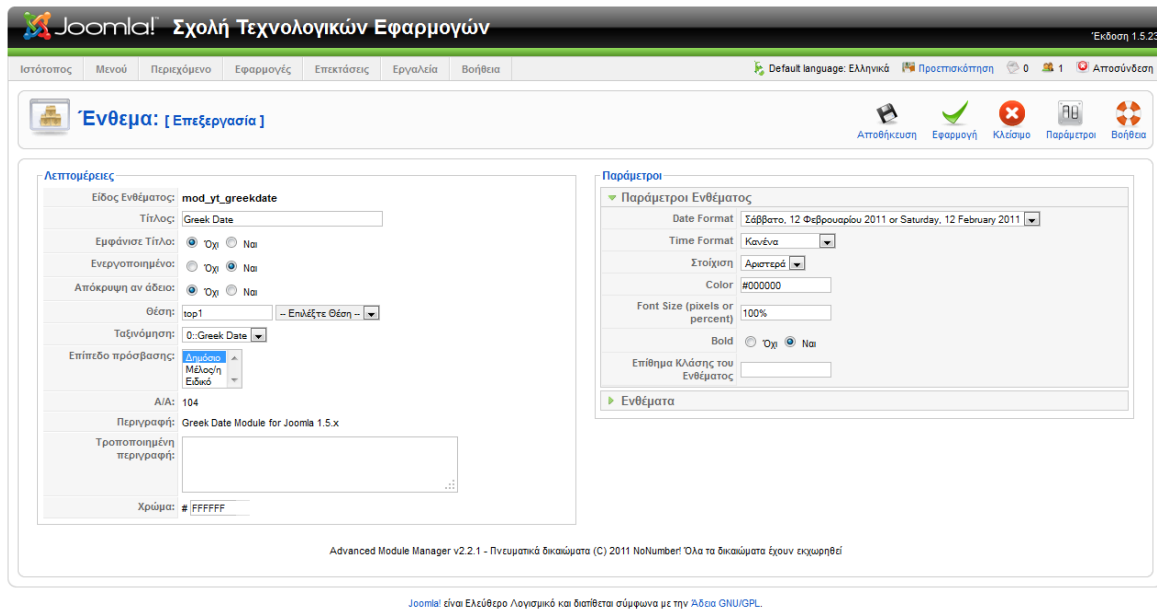 Joomla! Σχολή Τεχνολογικών Εφαρμογών
Έκδοση 1.5.23
Ιστότοπος Μενού Περιεχόμενο Εφαρμογές Επεκτάσεις Εργαλεία Βοήθεια
Default language: Ελληνικά Προεπισκόπηση 0 1 Αποσύνδεση
Ένθεμα: [ Επεξεργασία ]
Αποθήκευση Εφαρμογή Κλείσιμο Παράμετροι Βοήθεια
Λεπτομέρειες
Είδος Ενθέματος: mod_yt_greekdate
Τίτλος: Greek Date
Εμφάνισε Τίτλο: Όχι Ναι
Ενεργοποιημένο: Όχι Ναι
Απόκρυψη αν άδειο: Όχι Ναι
Θέση: top1 -- Επιλέξτε Θέση --
Ταξινόμηση: 0::Greek Date
Επίπεδο πρόσβασης: Δημόσιο
Μέλος/η
Ειδικό
Α/Α: 104
Περιγραφή: Greek Date Module for Joomla 1.5.x
Τροποποιημένη
περιγραφή:
Χρώμα: # FFFFFF
Παράμετροι
Παράμετροι Ενθέματος
Date Format Σάββατο, 12 Φεβρουαρίου 2011 or Saturday, 12 February 2011
Time Format Κανένα
Στοίχιση Αριστερά
Color #000000
Font Size (pixels or
percent) 100%
Bold Όχι Ναι
Επίθημα Κλάσης του
Ενθέματος
Ενθέματα
Advanced Module Manager v2.2.1 - Πνευματικά δικαιώματα (C) 2011 NoNumber! Όλα τα δικαιώματα έχουν εκχωρηθεί
Joomla! είναι Ελεύθερο Λογισμικό και διατίθεται σύμφωνα με την Άδεια GNU/GPL.